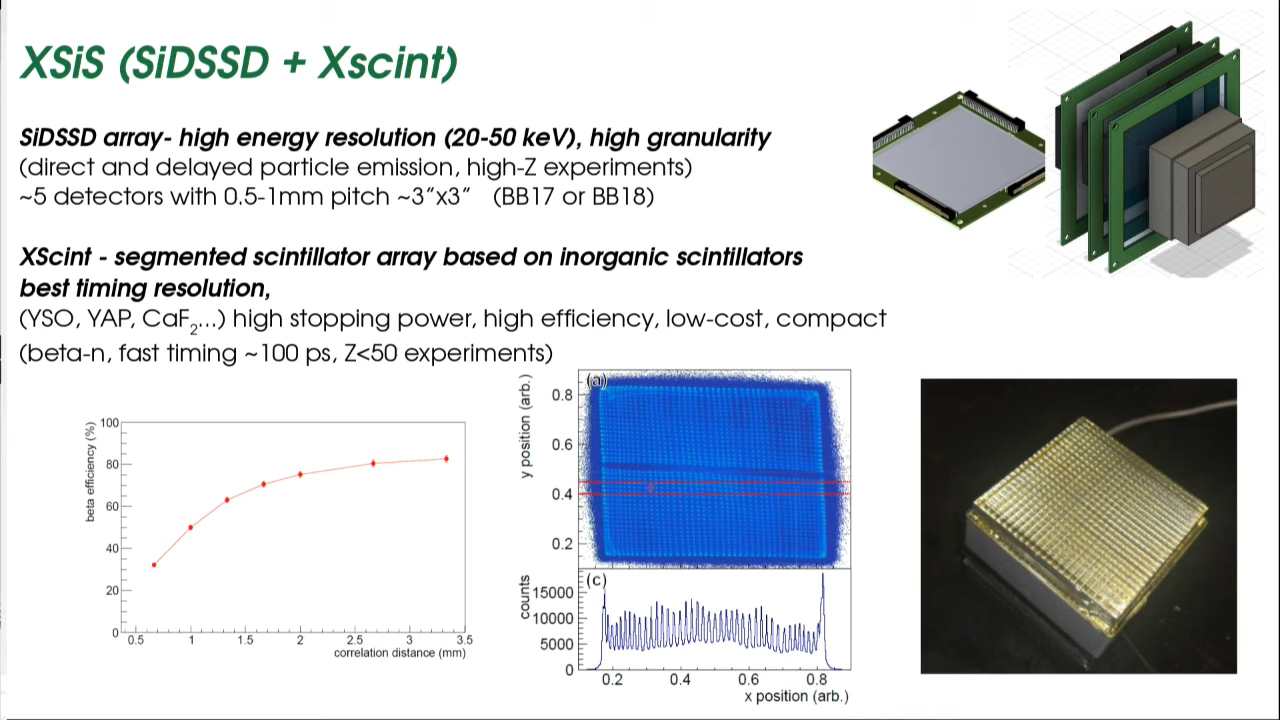 XSiS (SiDSSD + Xscint)
SiDSSD array- high energy resolution (20-50 keV), high granularity
(direct and delayed particle emission, high-Z experiments)
~5 detectors with 0.5-1mm pitch ~3″x3″ (BB17 or BB18)
XScint - segmented scintillator array based on inorganic scintillators
best timing resolution,
(YSO, YAP, CaF2...) high stopping power, high efficiency, low-cost, compact
(beta-n, fast timing ~100 ps, Z<50 experiments)
beta efficiency (%)
100
80
60
40
20
0
0.5 1 1.5 2 2.5 3 3.5
correlation distance (mm)
(a)
y position (arb.)
0.8
0.6
0.4
0.2
(c)
counts
15000
10000
5000
0
0.2 0.4 0.6 0.8
x position (arb.)